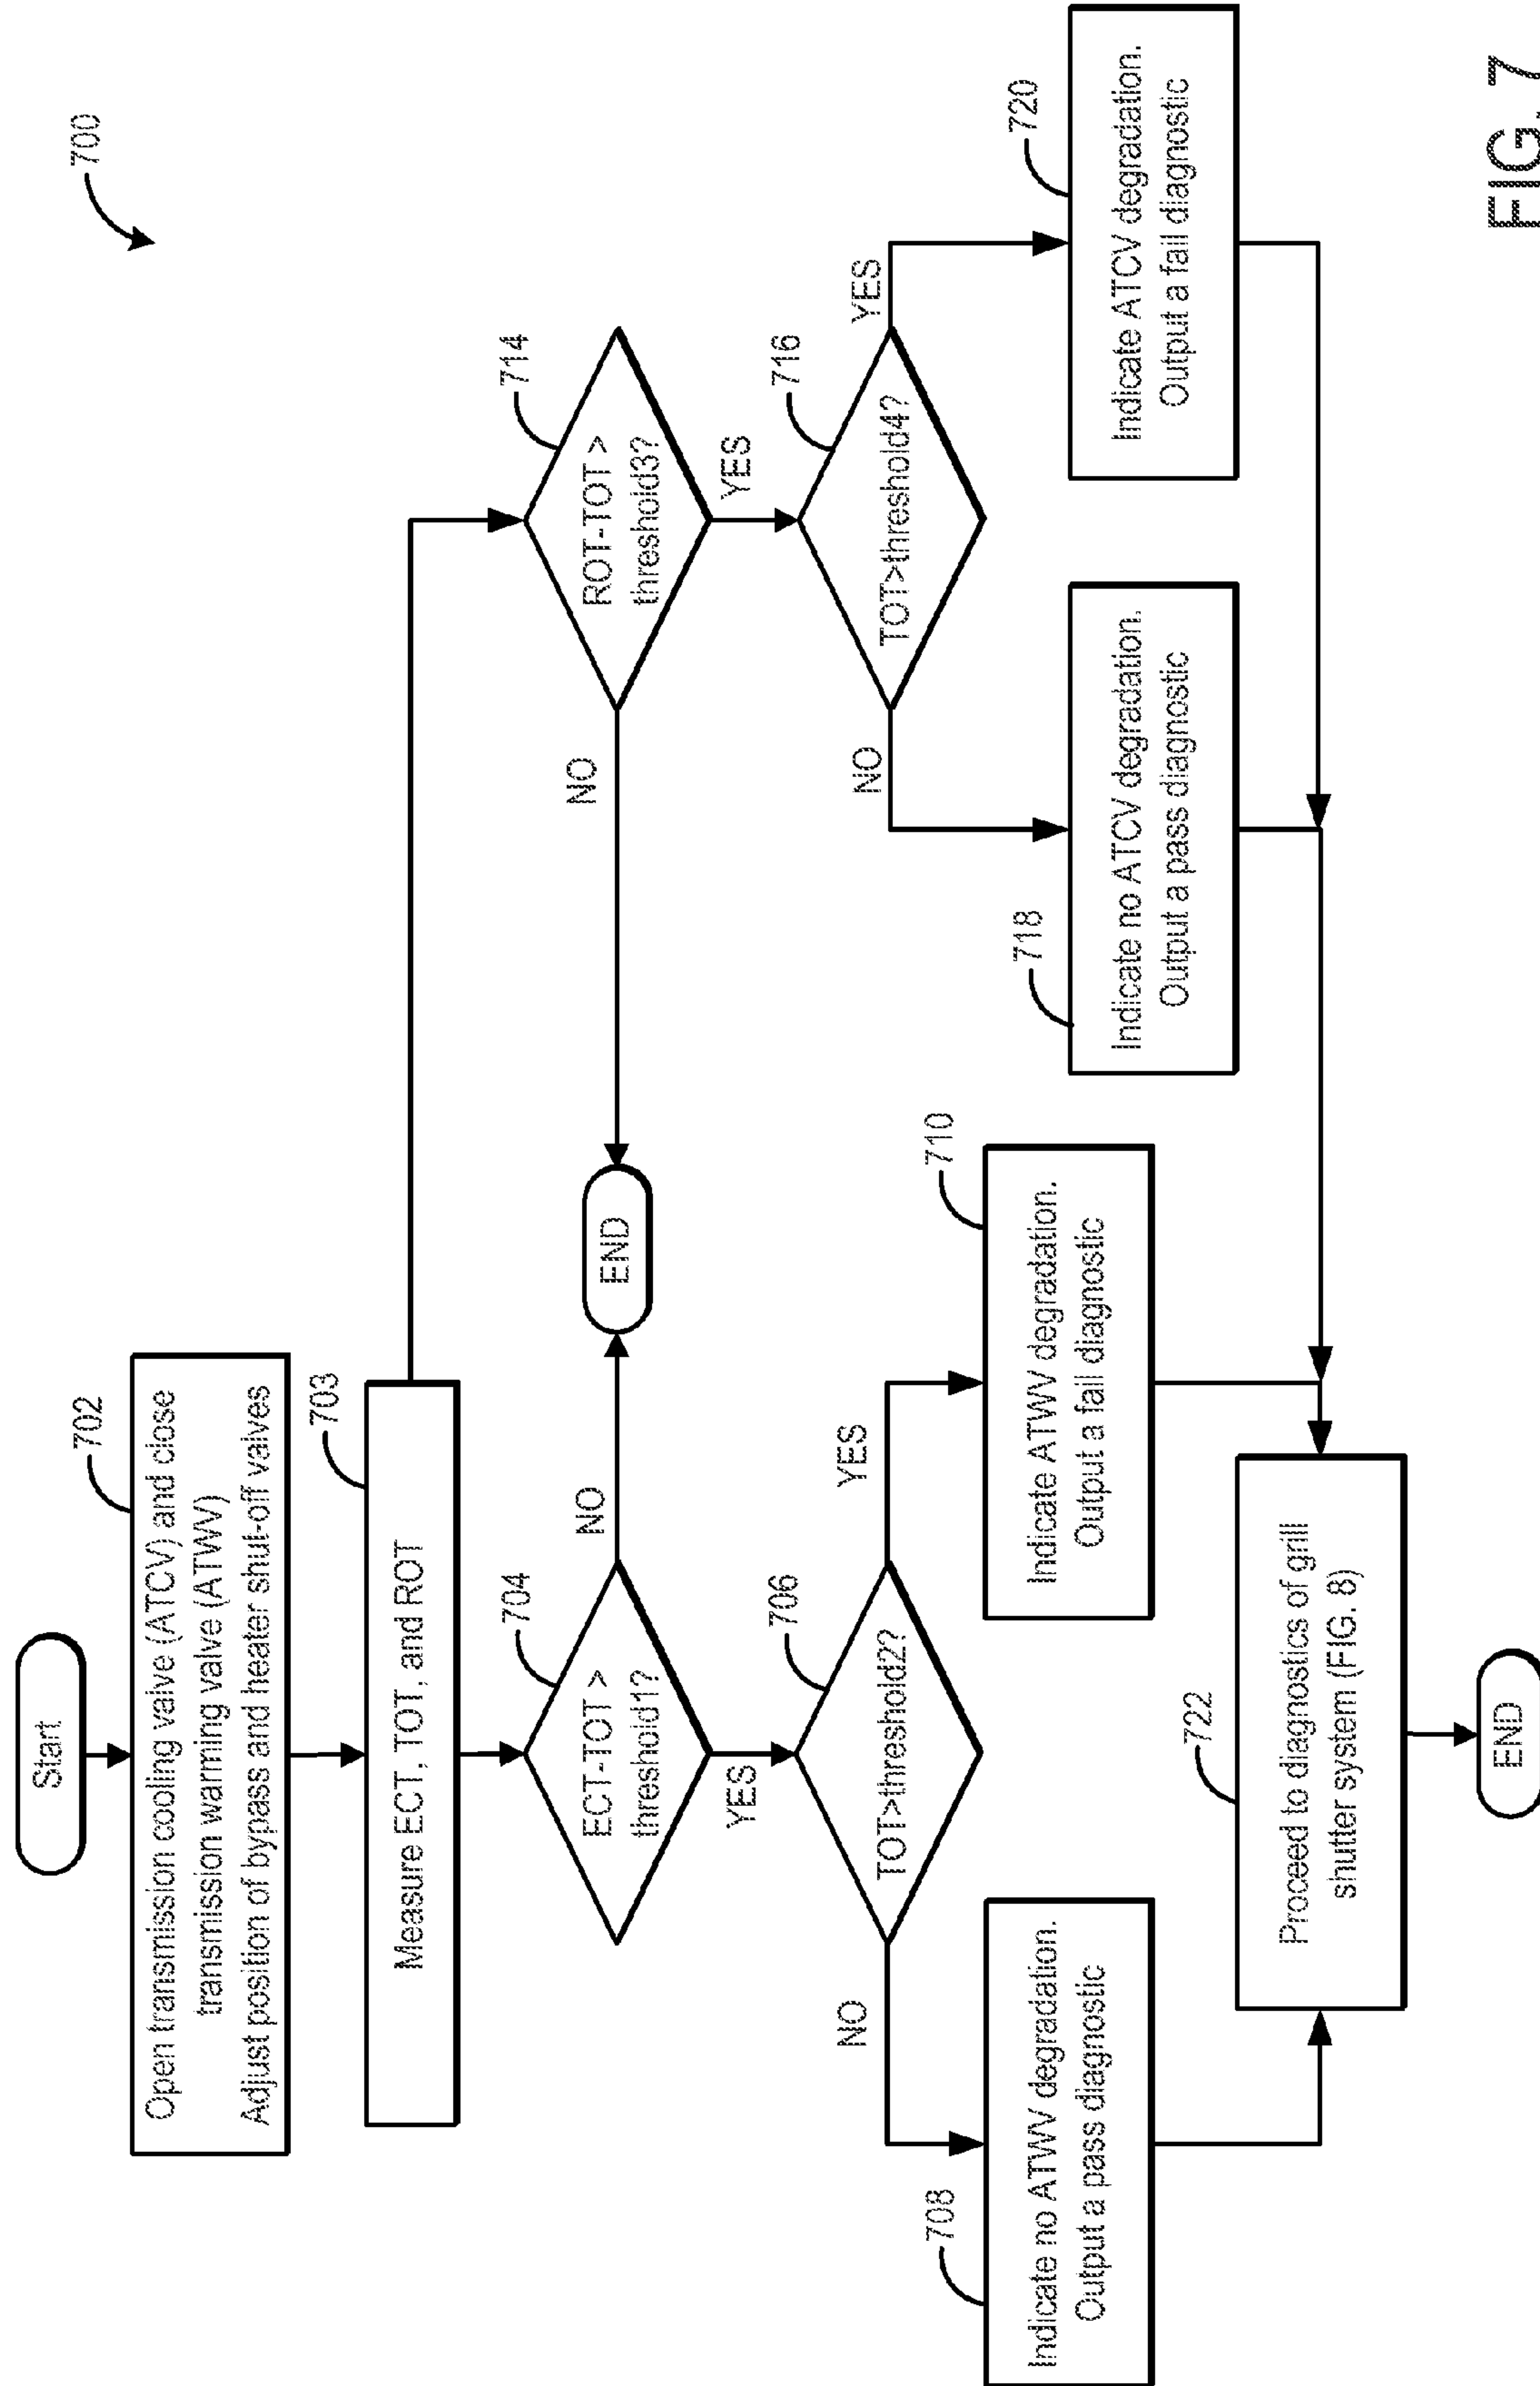 700
Start
702
Open transmission cooling valve (ATCV) and close
transmission warming valve (ATWV)
Adjust position of bypass and heater shut-off valves
703
Measure ECT, TOT, and ROT
704
ECT-TOT >
threshold1?
NO
END
NO
714
ROT-TOT >
threshold3?
YES
YES
706
TOT>threshold2?
716
TOT>threshold4?
NO
YES
NO
YES
708
Indicate no ATWV degradation.
Output a pass diagnostic
710
Indicate ATWV degradation.
Output a fail diagnostic
718
Indicate no ATCV degradation.
Output a pass diagnostic
720
Indicate ATCV degradation.
Output a fail diagnostic
722
Proceed to diagnostics of grill
shutter system (FIG. 8)
END
FIG. 7